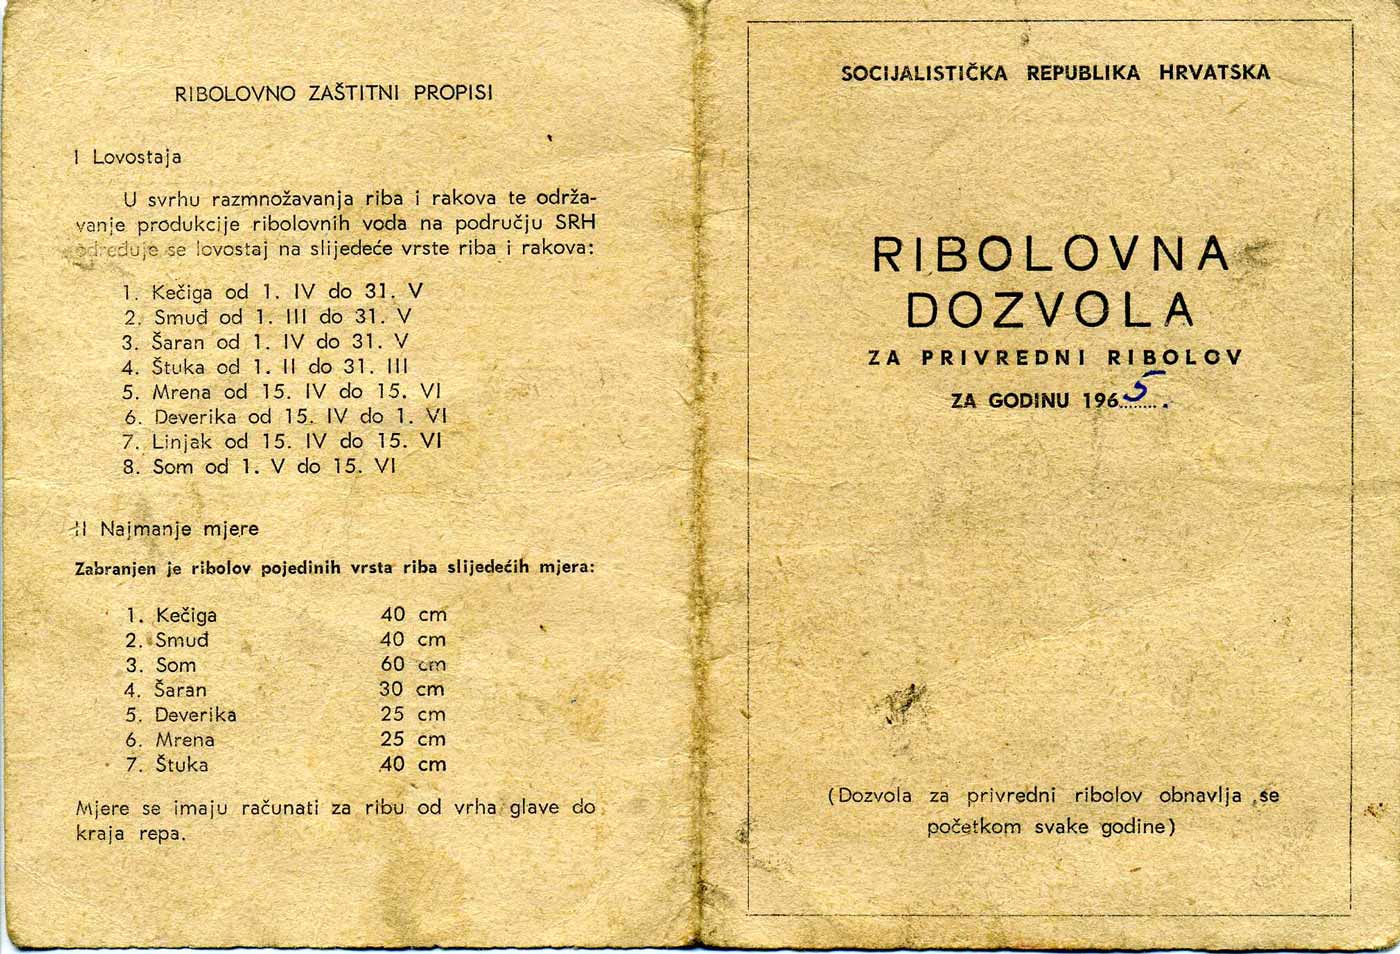 RIBOLOVNO ZAŠTITNI PROPISI
I Lovostaja
U svrhu razmnožavanja riba i rakova te održa-
vanje produkcije ribolovnih voda na području SRH
određuje se lovostaj na slijedeće vrste riba i rakova:
1. Kečiga od 1. IV do 31. V
2. Smuđ od 1. III do 31. V
3. Šaran od 1. IV do 31. V
4. Štuka od 1. II do 31. III
5. Mrena od 15. IV do 15. VI
6. Deverika od 15. IV do 1. VI
7. Linjak od 15. IV do 15. VI
8. Som od 1. V do 15. VI
II Najmanje mjere
Zabranjen je ribolov pojedinih vrsta riba slijedećih mjera:
1. Kečiga 40 cm
2. Smuđ 40 cm
3. Som 60 cm
4. Šaran 30 cm
5. Deverika 25 cm
6. Mrena 25 cm
7. Štuka 40 cm
Mjere se imaju računati za ribu od vrha glave do
kraja repa.
SOCIJALISTIČKA REPUBLIKA HRVATSKA
RIBOLOVNA
DOZVOLA
ZA PRIVREDNI RIBOLOV
ZA GODINU 1965.
(Dozvola za privredni ribolov obnavlja se
početkom svake godine)